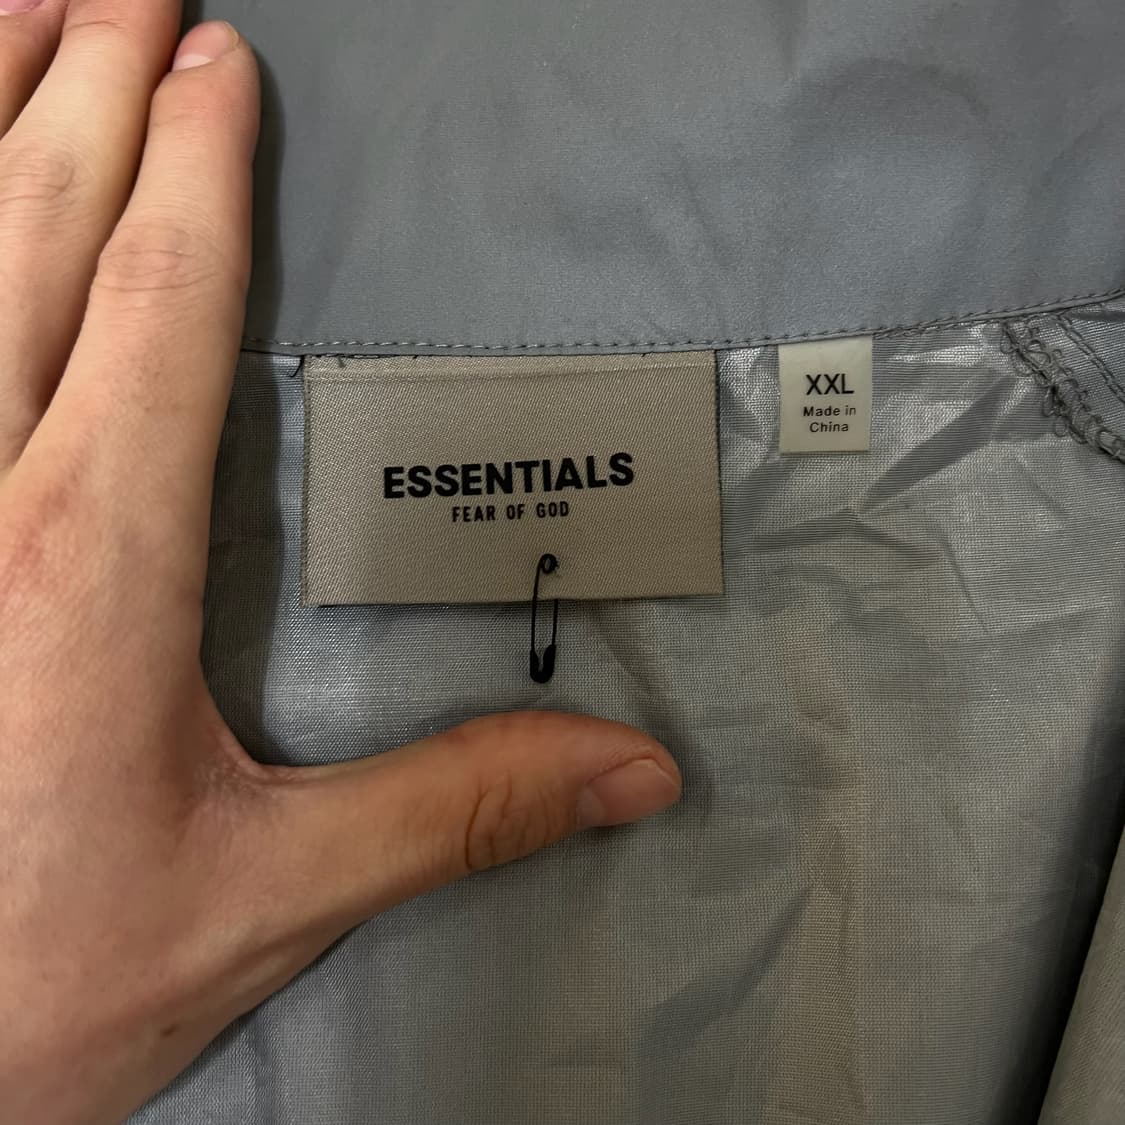 ESSENTIALS
FEAR OF GOD
XXL
Made in
China